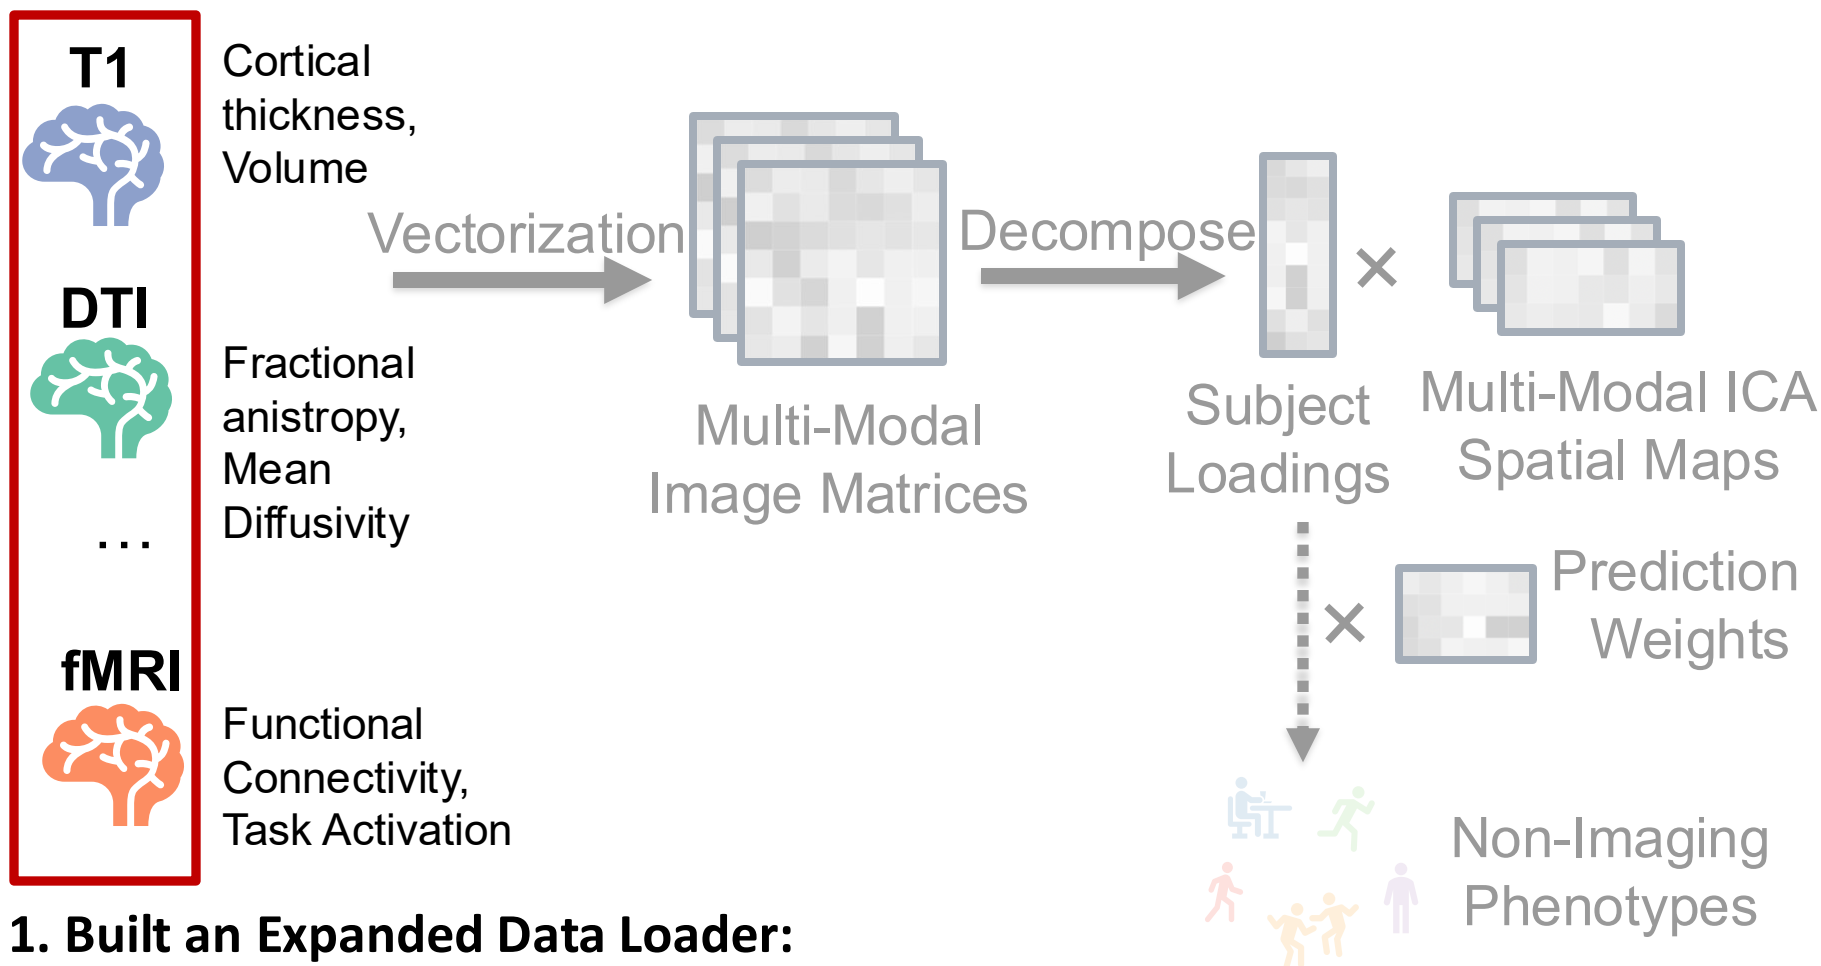 T1
Cortical
thickness,
Volume
DTI
Fractional
anistropy,
Mean
Diffusivity
...
fMRI
Functional
Connectivity,
Task Activation
Vectorization
Multi-Modal
Image Matrices
Decompose
Subject
Loadings
×
Multi-Modal ICA
Spatial Maps
×
Prediction
Weights
Non-Imaging
Phenotypes
1. Built an Expanded Data Loader: